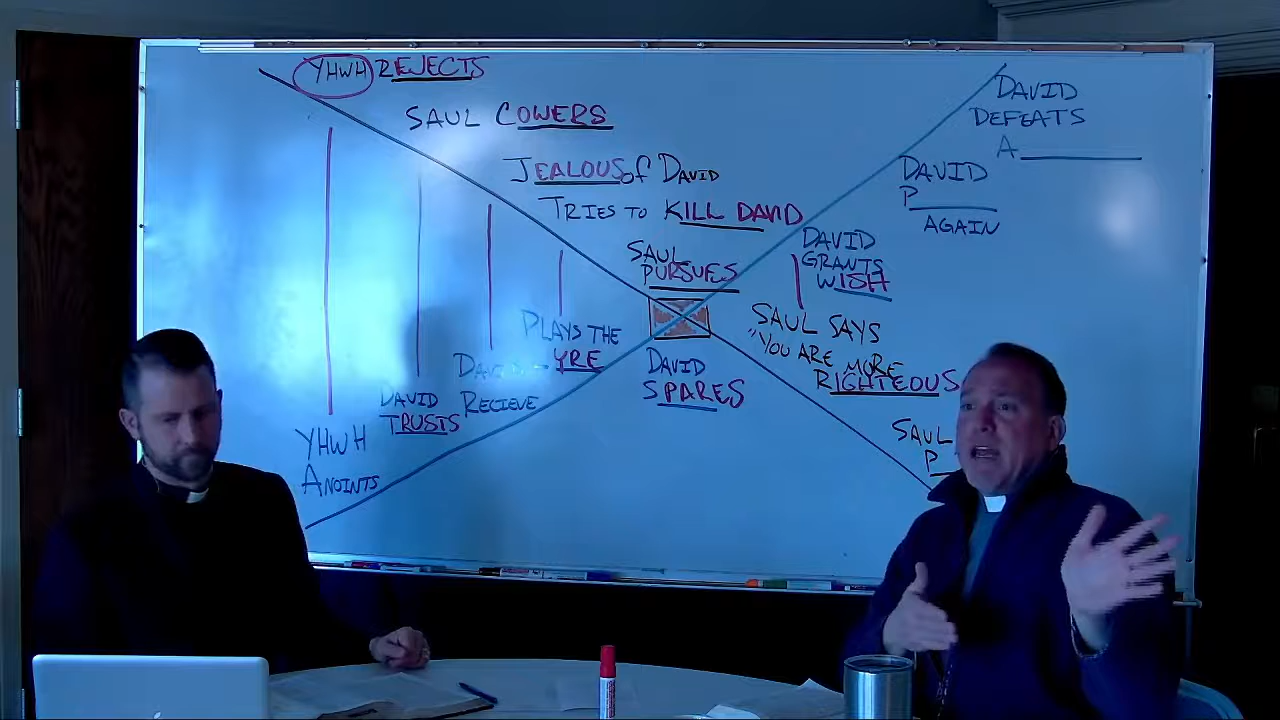 YHWH REJECTS
SAUL COWERS
JEALOUS of DAVID
TRIES TO KILL DAVID
SAUL
PURSUES
DAVID
SPARES
PLAYS THE
YRE
RECIEVE
DAVID
TRUSTS
YHWH
ANOINTS
DAVID
DEFEATS
A
DAVID
P
AGAIN
DAVID
GRANTS
WISH
SAUL SAYS
"YOU ARE MORE
RIGHTEOUS
SAUL
P